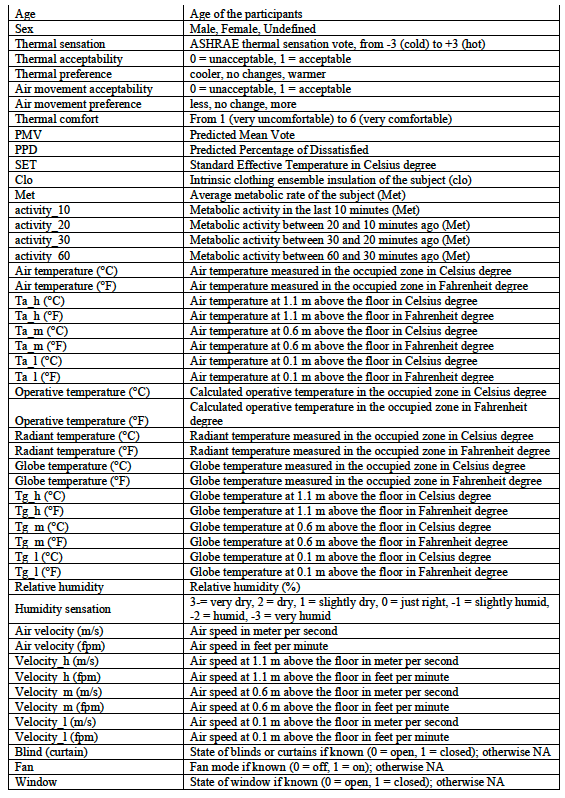 Age Age of the participants
Sex Male, Female, Undefined
Thermal sensation ASHRAE thermal sensation vote, from -3 (cold) to +3 (hot)
Thermal acceptability 0 = unacceptable, 1 = acceptable
Thermal preference cooler, no changes, warmer
Air movement acceptability 0 = unacceptable, 1 = acceptable
Air movement preference less, no change, more
Thermal comfort From 1 (very uncomfortable) to 6 (very comfortable)
PMV Predicted Mean Vote
PPD Predicted Percentage of Dissatisfied
SET Standard Effective Temperature in Celsius degree
Clo Intrinsic clothing ensemble insulation of the subject (clo)
Met Average metabolic rate of the subject (Met)
activity_10 Metabolic activity in the last 10 minutes (Met)
activity_20 Metabolic activity between 20 and 10 minutes ago (Met)
activity_30 Metabolic activity between 30 and 20 minutes ago (Met)
activity_60 Metabolic activity between 60 and 30 minutes ago (Met)
Air temperature (°C) Air temperature measured in the occupied zone in Celsius degree
Air temperature (°F) Air temperature measured in the occupied zone in Fahrenheit degree
Ta_h (°C) Air temperature at 1.1 m above the floor in Celsius degree
Ta_h (°F) Air temperature at 1.1 m above the floor in Fahrenheit degree
Ta_m (°C) Air temperature at 0.6 m above the floor in Celsius degree
Ta_m (°F) Air temperature at 0.6 m above the floor in Fahrenheit degree
Ta_l (°C) Air temperature at 0.1 m above the floor in Celsius degree
Ta_l (°F) Air temperature at 0.1 m above the floor in Fahrenheit degree
Operative temperature (°C) Calculated operative temperature in the occupied zone in Celsius degree
Calculated operative temperature in the occupied zone in Fahrenheit
Operative temperature (°F) degree
Radiant temperature (°C) Radiant temperature measured in the occupied zone in Celsius degree
Radiant temperature (°F) Radiant temperature measured in the occupied zone in Fahrenheit degree
Globe temperature (°C) Globe temperature measured in the occupied zone in Celsius degree
Globe temperature (°F) Globe temperature measured in the occupied zone in Fahrenheit degree
Tg_h (°C) Globe temperature at 1.1 m above the floor in Celsius degree
Tg_h (°F) Globe temperature at 1.1 m above the floor in Fahrenheit degree
Tg_m (°C) Globe temperature at 0.6 m above the floor in Celsius degree
Tg_m (°F) Globe temperature at 0.6 m above the floor in Fahrenheit degree
Tg_l (°C) Globe temperature at 0.1 m above the floor in Celsius degree
Tg_l (°F) Globe temperature at 0.1 m above the floor in Fahrenheit degree
Relative humidity Relative humidity (%)
Humidity sensation 3-= very dry, 2 = dry, 1 = slightly dry, 0 = just right, -1 = slightly humid,
-2 = humid, -3 = very humid
Air velocity (m/s) Air speed in meter per second
Air velocity (fpm) Air speed in feet per minute
Velocity_h (m/s) Air speed at 1.1 m above the floor in meter per second
Velocity_h (fpm) Air speed at 1.1 m above the floor in feet per minute
Velocity_m (m/s) Air speed at 0.6 m above the floor in meter per second
Velocity_m (fpm) Air speed at 0.6 m above the floor in feet per minute
Velocity_l (m/s) Air speed at 0.1 m above the floor in meter per second
Velocity_l (fpm) Air speed at 0.1 m above the floor in feet per minute
Blind (curtain) State of blinds or curtains if known (0 = open, 1 = closed); otherwise NA
Fan Fan mode if known (0 = off, 1 = on); otherwise NA
Window State of window if known (0 = open, 1 = closed); otherwise NA